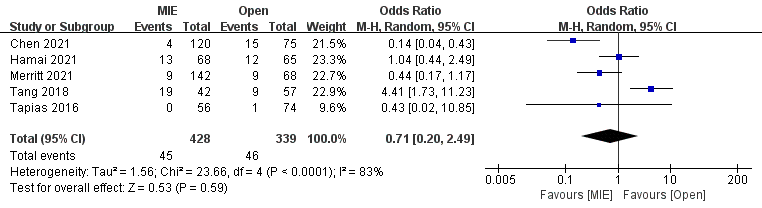 MIE Open Odds Ratio Odds Ratio
Study or Subgroup Events Total Events Total Weight M-H, Random, 95% CI M-H, Random, 95% CI
Chen 2021 4 120 15 75 21.5% 0.14 [0.04, 0.43]
Hamai 2021 13 68 12 65 23.3% 1.04 [0.44, 2.49]
Merritt 2021 9 142 9 68 22.7% 0.44 [0.17, 1.17]
Tang 2018 19 42 9 57 22.9% 4.41 [1.73, 11.23]
Tapias 2016 0 56 1 74 9.6% 0.43 [0.02, 10.85]
Total (95% CI) 428 339 100.0% 0.71 [0.20, 2.49]
Total events 45 46
Heterogeneity: Tau² = 1.56; Chi² = 23.66, df = 4 (P < 0.0001); I² = 83%
Test for overall effect: Z = 0.53 (P = 0.59)
0.005 0.1 1 10 200
Favours [MIE] Favours [Open]